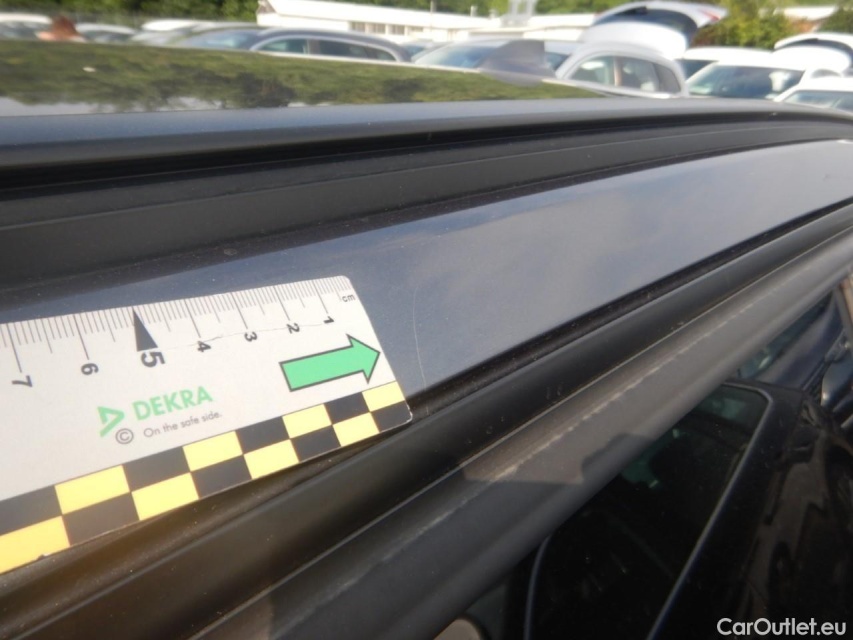 cm
7 6 5 4 3 2 1
DEKRA
© On the safe side.
CarOutlet.eu